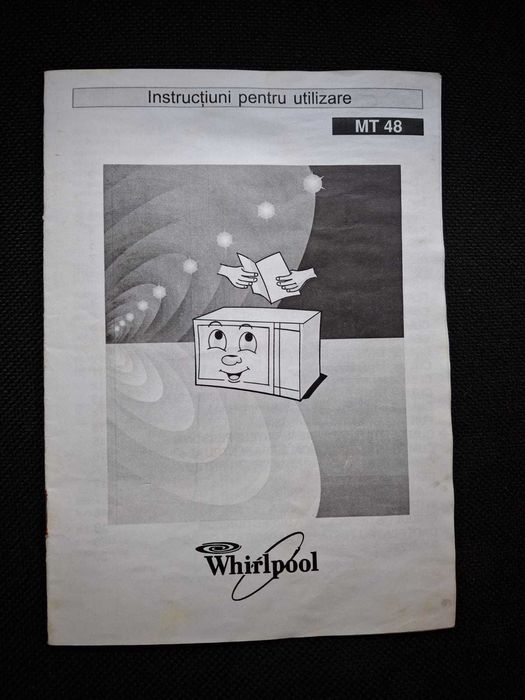 Instrucțiuni pentru utilizare
MT 48
Whirlpool